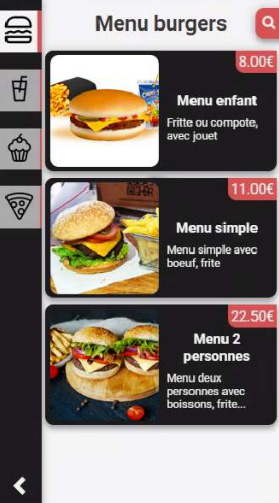 Menu burgers
8.00€
Menu enfant
Fritte ou compote,
avec jouet
11.00€
Menu simple
Menu simple avec
boeuf, frite
22.50€
Menu 2
personnes
Menu deux
personnes avec
boissons, frite...